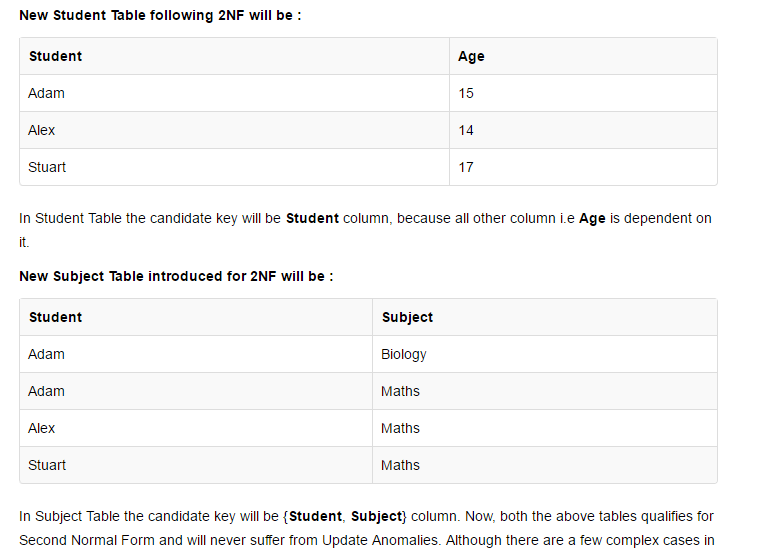 New Student Table following 2NF will be :
Student Age
Adam 15
Alex 14
Stuart 17
In Student Table the candidate key will be Student column, because all other column i.e Age is dependent on
it.
New Subject Table introduced for 2NF will be :
Student Subject
Adam Biology
Adam Maths
Alex Maths
Stuart Maths
In Subject Table the candidate key will be {Student, Subject} column. Now, both the above tables qualifies for
Second Normal Form and will never suffer from Update Anomalies. Although there are a few complex cases in